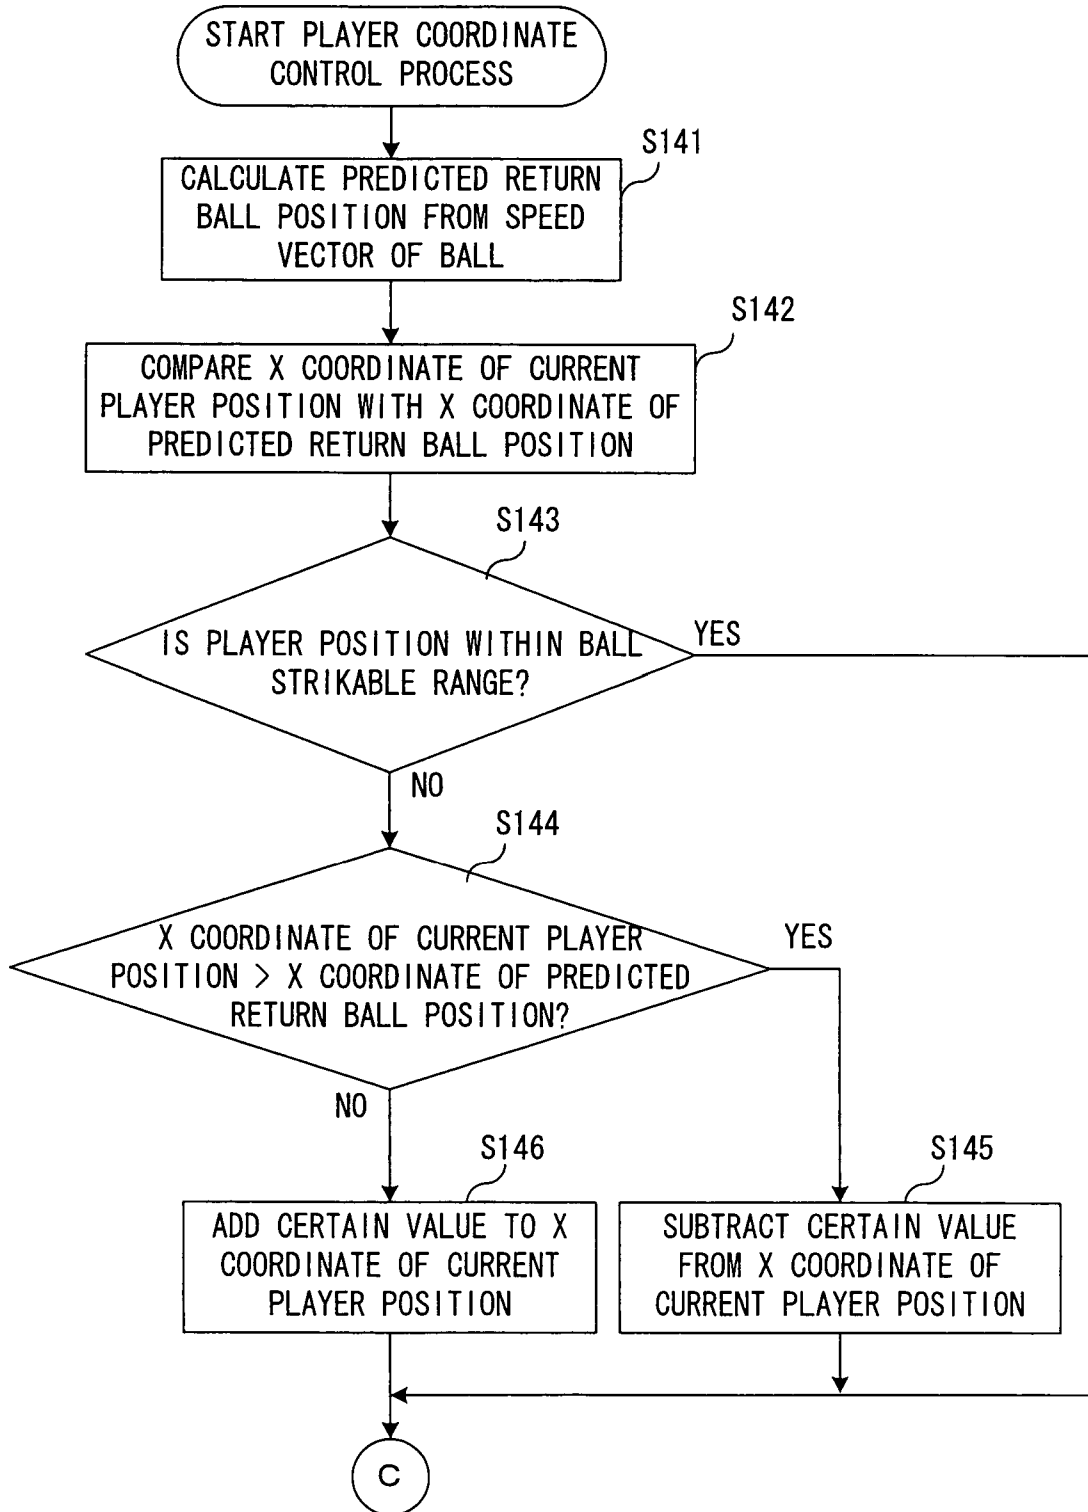 START PLAYER COORDINATE
CONTROL PROCESS
S141
CALCULATE PREDICTED RETURN
BALL POSITION FROM SPEED
VECTOR OF BALL
S142
COMPARE X COORDINATE OF CURRENT
PLAYER POSITION WITH X COORDINATE OF
PREDICTED RETURN BALL POSITION
S143
IS PLAYER POSITION WITHIN BALL
STRIKABLE RANGE?
YES
NO
S144
X COORDINATE OF CURRENT PLAYER
POSITION > X COORDINATE OF PREDICTED
RETURN BALL POSITION?
YES
NO
S146
ADD CERTAIN VALUE TO X
COORDINATE OF CURRENT
PLAYER POSITION
S145
SUBTRACT CERTAIN VALUE
FROM X COORDINATE OF
CURRENT PLAYER POSITION
C